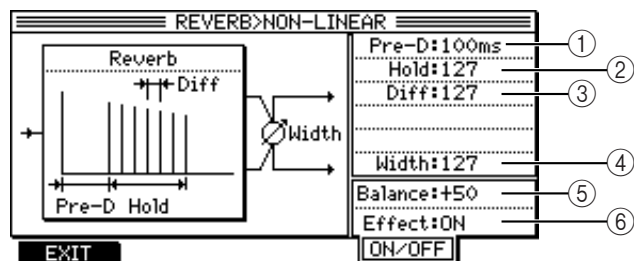 REVERB>NON-LINEAR
Reverb
Diff
Pre-D Hold
Width
Pre-D:100ms
Hold:127
Diff:127
Width:127
Balance:+50
Effect:ON
EXIT
ON/OFF
1
2
3
4
5
6